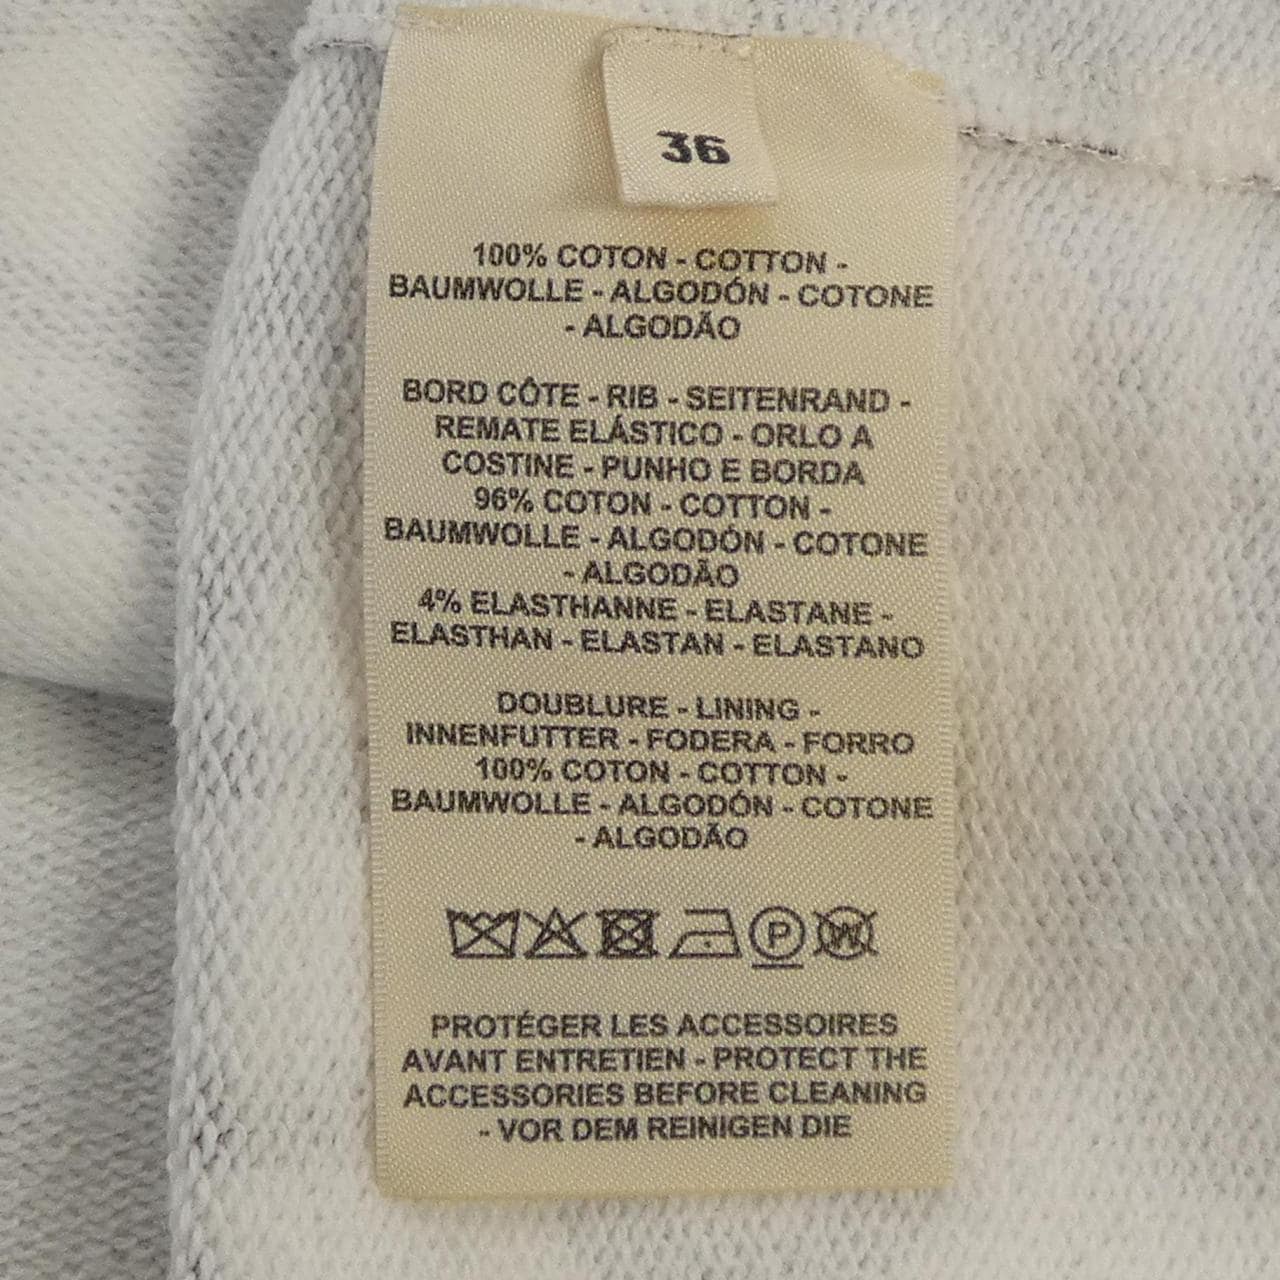 36
100% COTON - COTTON -
BAUMWOLLE - ALGODÓN - COTONE
- ALGODÃO
BORD CÔTE - RIB - SEITENRAND -
REMATE ELÁSTICO - ORLO A
COSTINE - PUNHO E BORDA
96% COTON - COTTON -
BAUMWOLLE - ALGODÓN - COTONE
- ALGODÃO
4% ELASTHANNE - ELASTANE -
ELASTHAN - ELASTAN - ELASTANO
DOUBLURE - LINING -
INNENFUTTER - FODERA - FORRO
100% COTON - COTTON -
BAUMWOLLE - ALGODÓN - COTONE
- ALGODÃO
P W
PROTÉGER LES ACCESSOIRES
AVANT ENTRETIEN - PROTECT THE
ACCESSORIES BEFORE CLEANING
- VOR DEM REINIGEN DIE